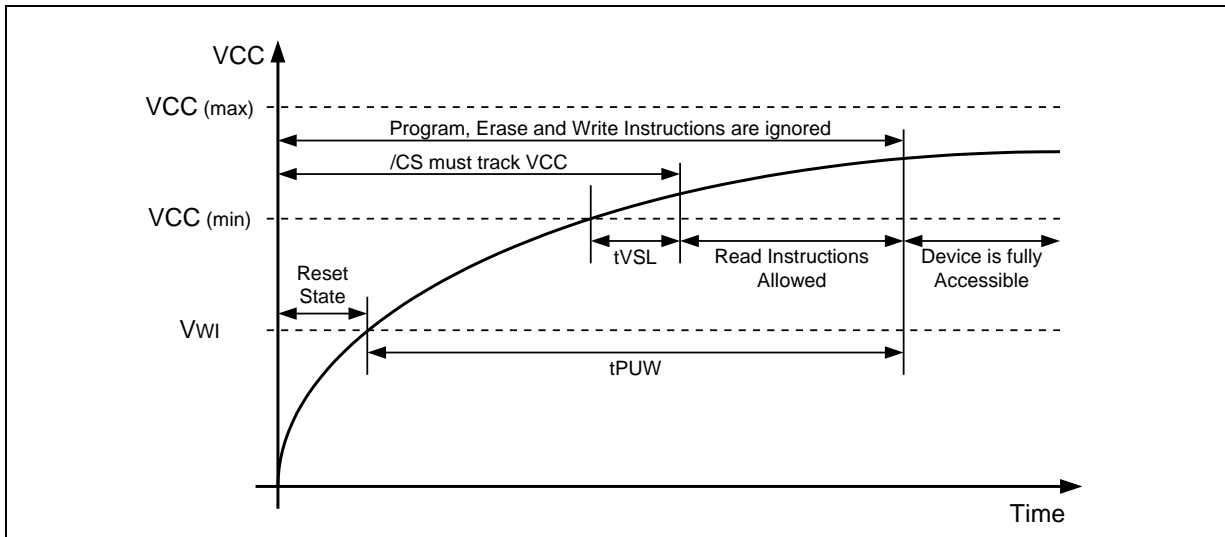 VCC
VCC (max)
Program, Erase and Write Instructions are ignored
/CS must track VCC
VCC (min)
tVSL
Read Instructions
Allowed
Device is fully
Accessible
Reset
State
VWI
tPUW
Time